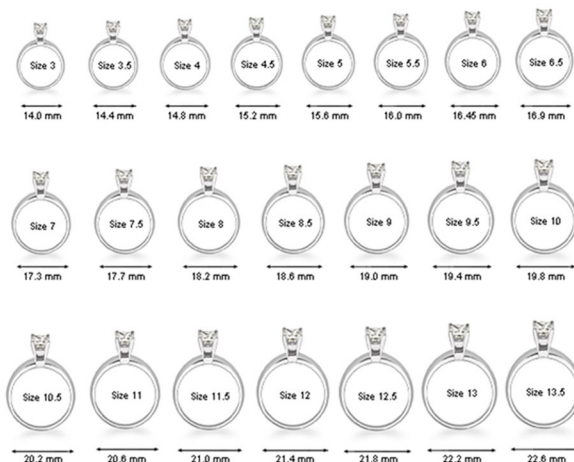 Size 3 Size 3.5 Size 4 Size 4.5 Size 5 Size 5.5 Size 6 Size 6.5
14.0 mm 14.4 mm 14.8 mm 15.2 mm 15.6 mm 16.0 mm 16.45 mm 16.9 mm
Size 7 Size 7.5 Size 8 Size 8.5 Size 9 Size 9.5 Size 10
17.3 mm 17.7 mm 18.2 mm 18.6 mm 19.0 mm 19.4 mm 19.8 mm
Size 10.5 Size 11 Size 11.5 Size 12 Size 12.5 Size 13 Size 13.5
20.2 mm 20.6 mm 21.0 mm 21.4 mm 21.8 mm 22.2 mm 22.6 mm